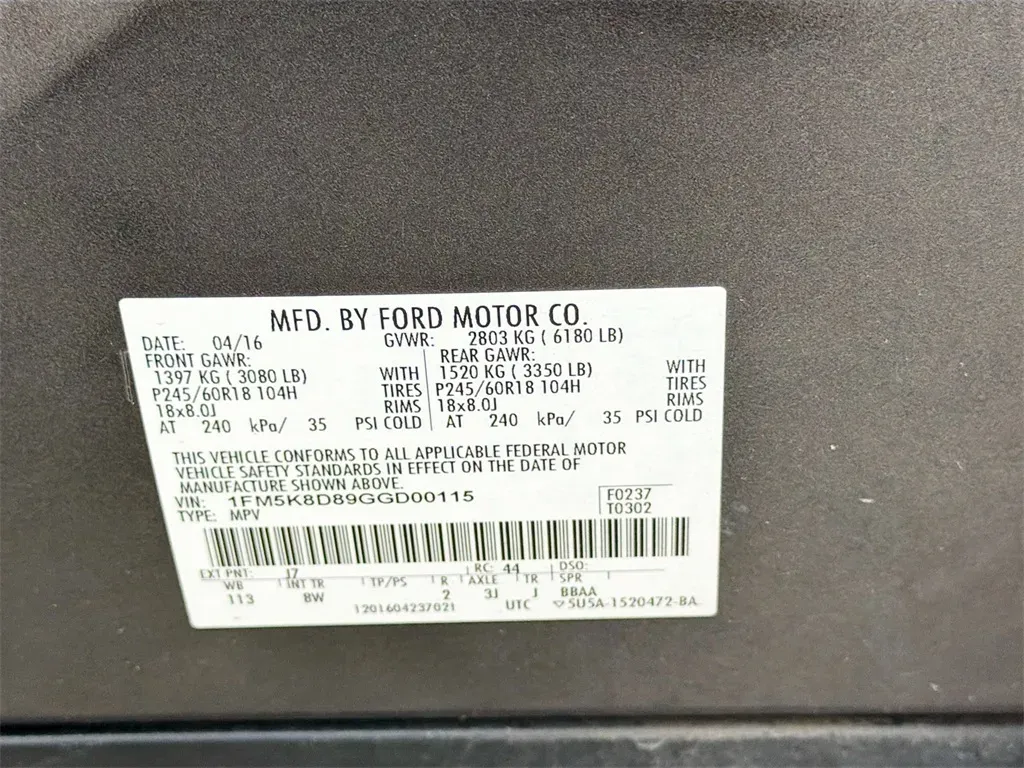 MFD. BY FORD MOTOR CO.
DATE: 04/16 GVWR: 2803 KG ( 6180 LB)
FRONT GAWR: REAR GAWR:
1397 KG ( 3080 LB) WITH 1520 KG ( 3350 LB) WITH
P245/60R18 104H TIRES P245/60R18 104H TIRES
18x8.0J RIMS 18x8.0J RIMS
AT 240 kPa/ 35 PSI COLD AT 240 kPa/ 35 PSI COLD
THIS VEHICLE CONFORMS TO ALL APPLICABLE FEDERAL MOTOR
VEHICLE SAFETY STANDARDS IN EFFECT ON THE DATE OF
MANUFACTURE SHOWN ABOVE.
VIN: 1FM5K8D89GGD00115 F0237
TYPE: MPV T0302
EXT PNT: J7 RC: 44 DSO:
WB INT TR TP/PS R AXLE TR SPR
113 BW 2 3J J BBAA
1201604237021 UTC ▽5U5A-1520472-BA